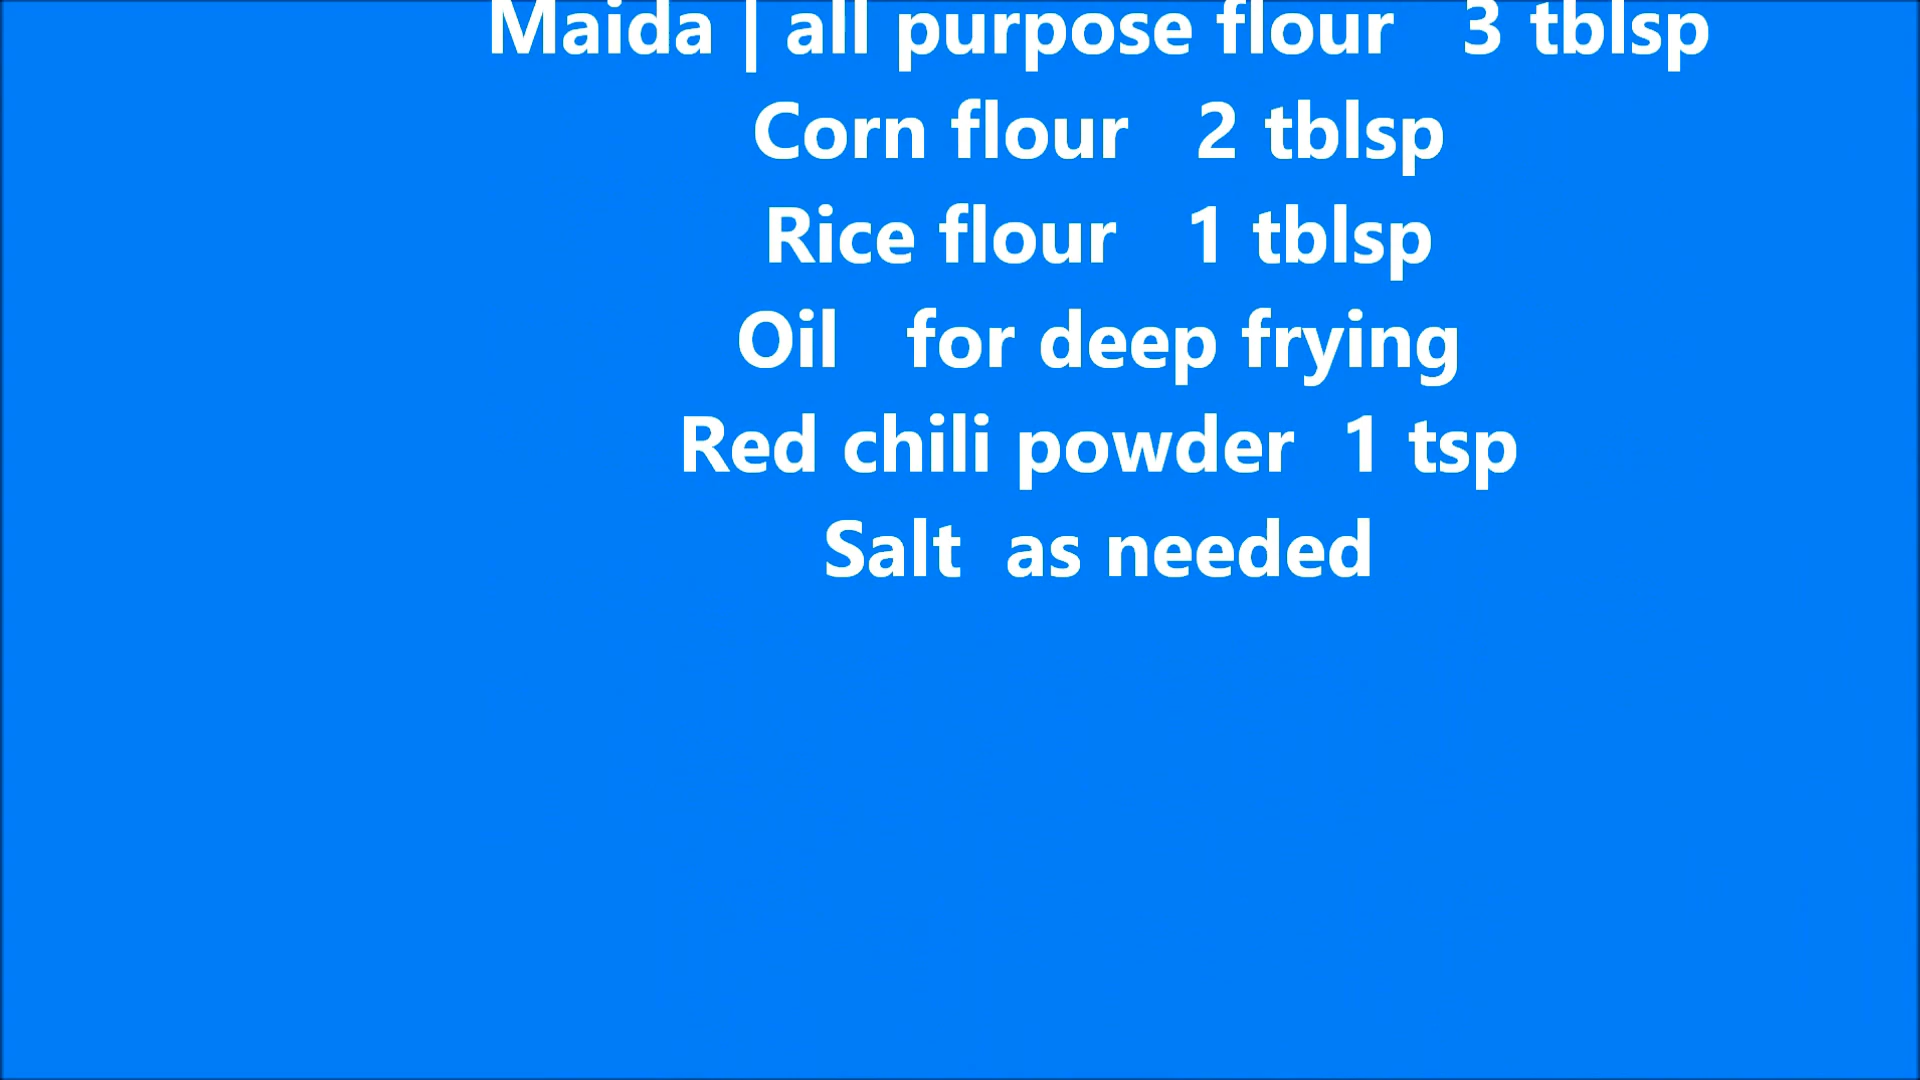 Maida | all purpose flour   3 tblsp
Corn flour   2 tblsp
Rice flour   1 tblsp
Oil   for deep frying
Red chili powder  1 tsp
Salt  as needed